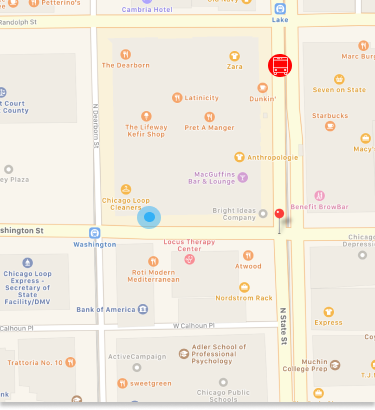 Petterino's
Cambria Hotel
Randolph St
Lake
The Dearborn
Zara
Marc Burg
N Dearborn St
Latinicity
Dunkin'
Seven on State
t Court
County
The Lifeway
Kefir Shop
Pret A Manger
Starbucks
Macy's
Anthropologie
ey Plaza
MacGuffins
Bar & Lounge
Chicago Loop
Cleaners
Bright Ideas
Company
Benefit BrowBar
shington St
Washington
Locus Therapy
Center
Chicago
Depressio
Chicago Loop
Express -
Secretary of
State
Facility/DMV
Roti Modern
Mediterranean
Atwood
Nordstrom Rack
Bank of America
N State St
Express
Calhoun Pl
W Calhoun Pl
ActiveCampaign
Adler School of
Professional
Psychology
Trattoria No. 10
Muchin
College Prep
sweetgreen
Chicago Public
Schools
T.J.